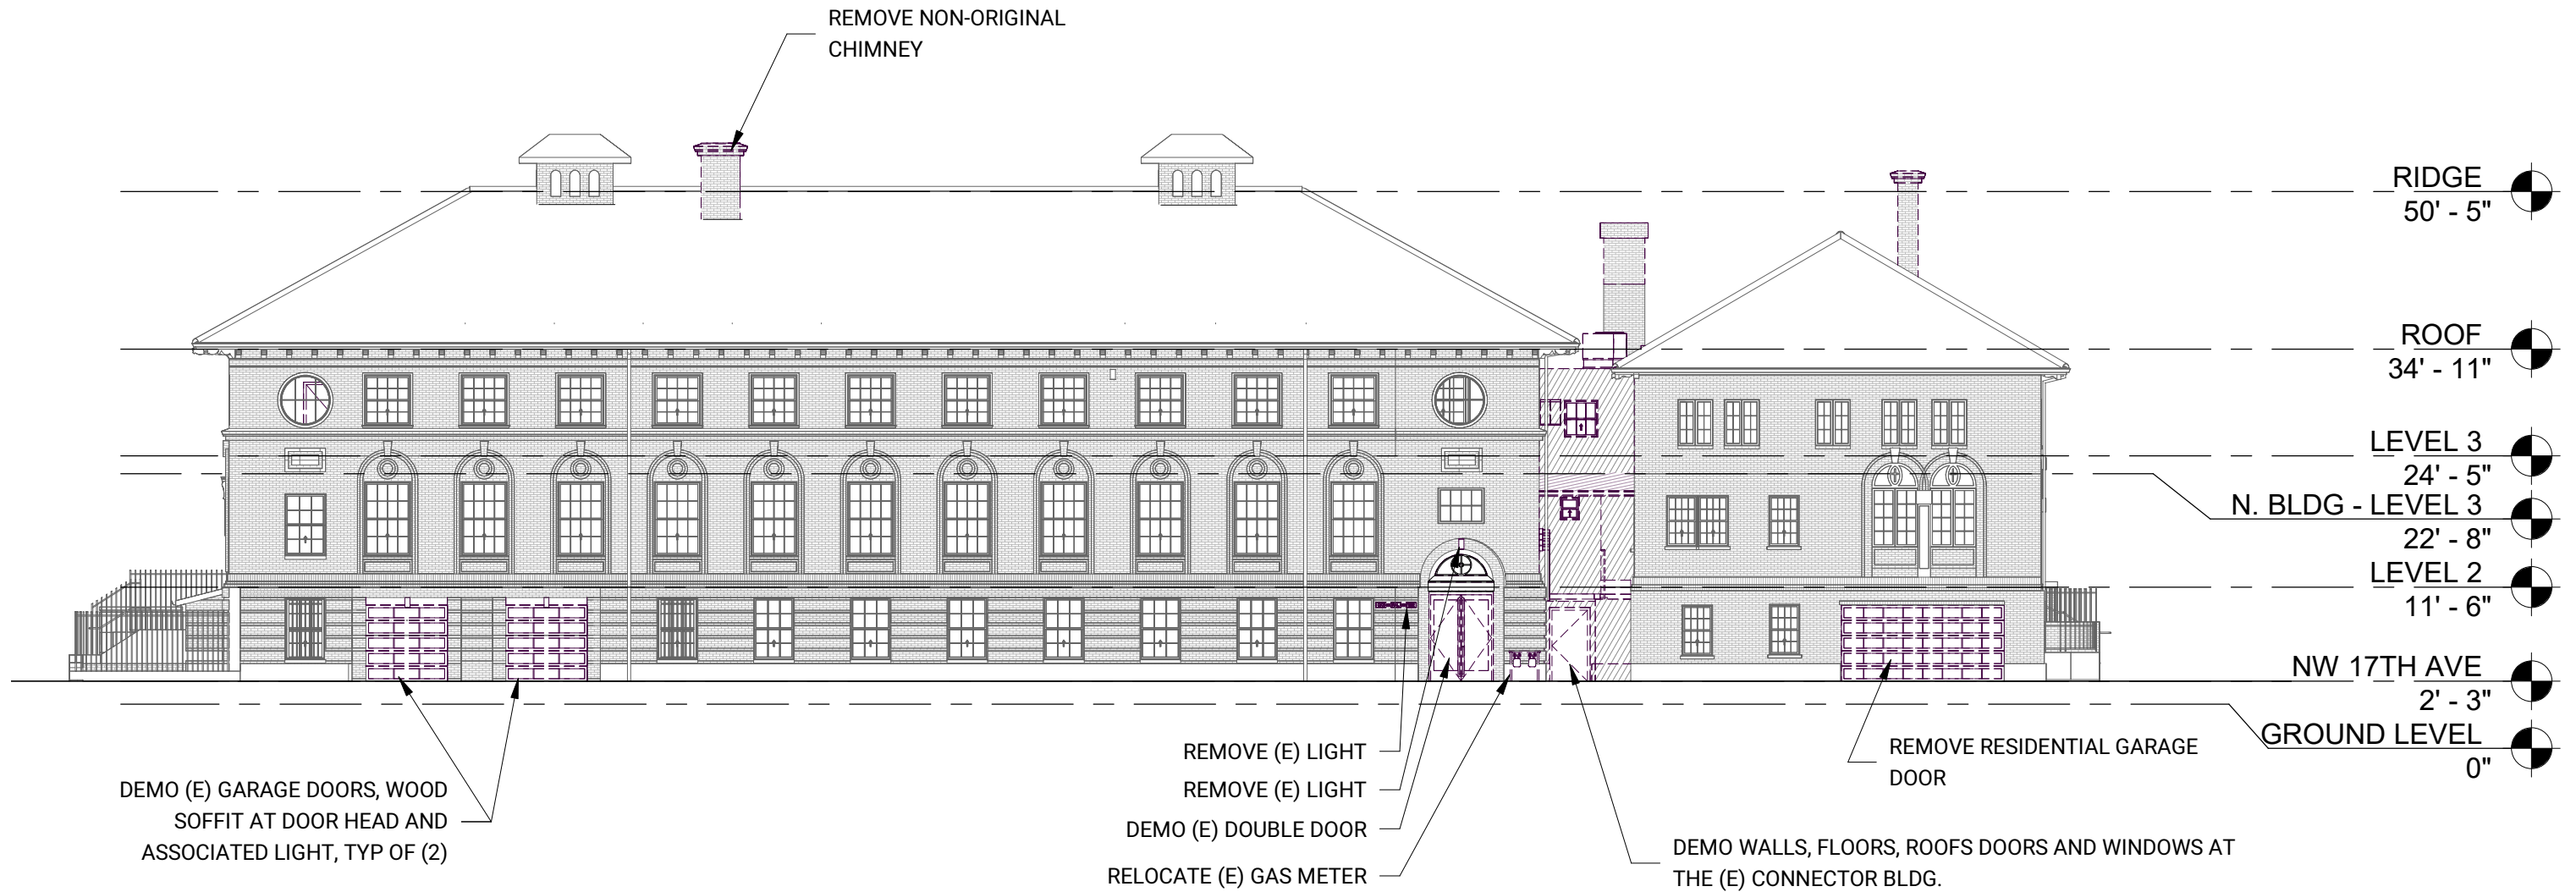 REMOVE NON-ORIGINAL
CHIMNEY
RIDGE
50' - 5"
ROOF
34' - 11"
LEVEL 3
24' - 5"
N. BLDG - LEVEL 3
22' - 8"
LEVEL 2
11' - 6"
NW 17TH AVE
2' - 3"
GROUND LEVEL
0"
DEMO (E) GARAGE DOORS, WOOD
SOFFIT AT DOOR HEAD AND
ASSOCIATED LIGHT, TYP OF (2)
REMOVE (E) LIGHT
REMOVE (E) LIGHT
DEMO (E) DOUBLE DOOR
RELOCATE (E) GAS METER
REMOVE RESIDENTIAL GARAGE
DOOR
DEMO WALLS, FLOORS, ROOFS DOORS AND WINDOWS AT
THE (E) CONNECTOR BLDG.